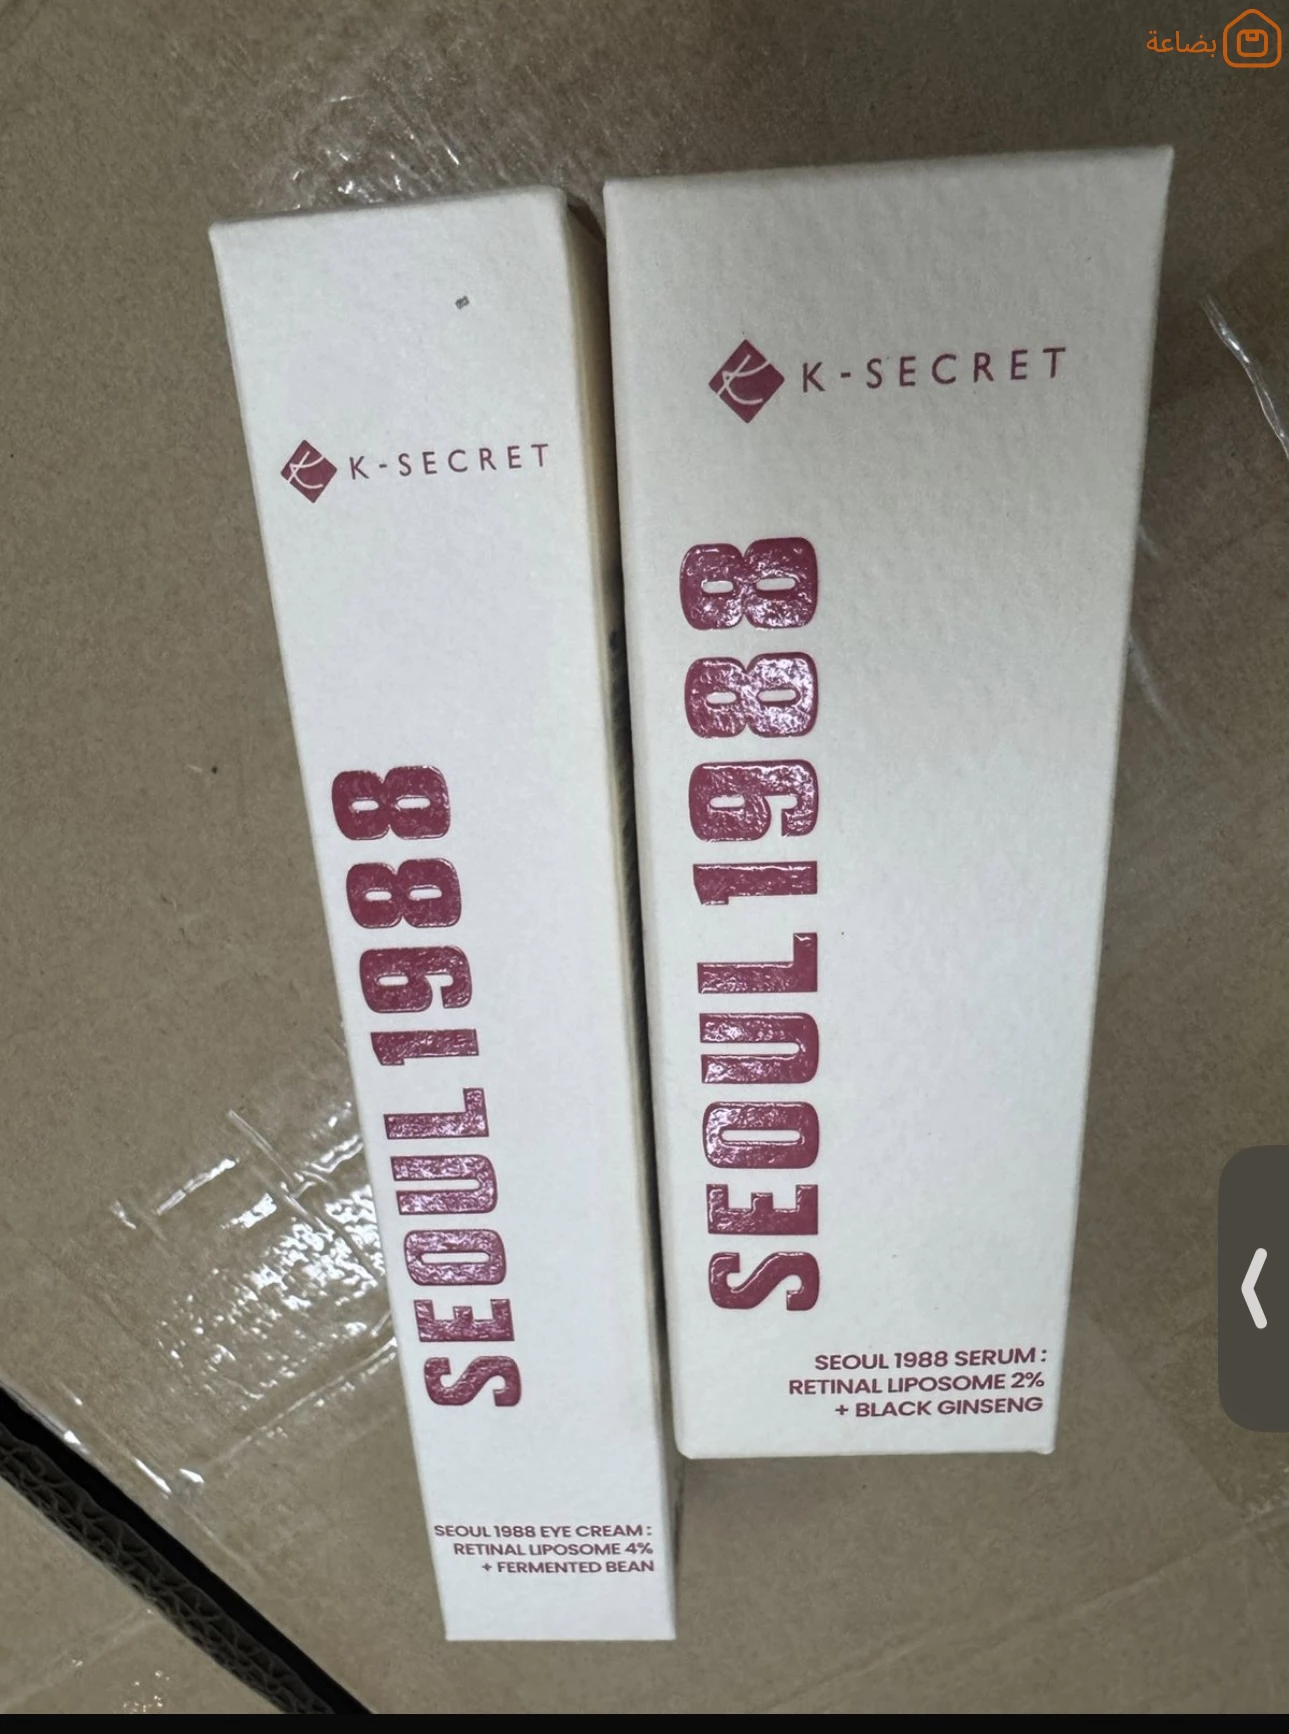 بضاعة
K-SECRET
SEOUL 1988
SEOUL 1988 EYE CREAM :
RETINAL LIPOSOME 4%
+ FERMENTED BEAN
K-SECRET
SEOUL 1988
SEOUL 1988 SERUM :
RETINAL LIPOSOME 2%
+ BLACK GINSENG